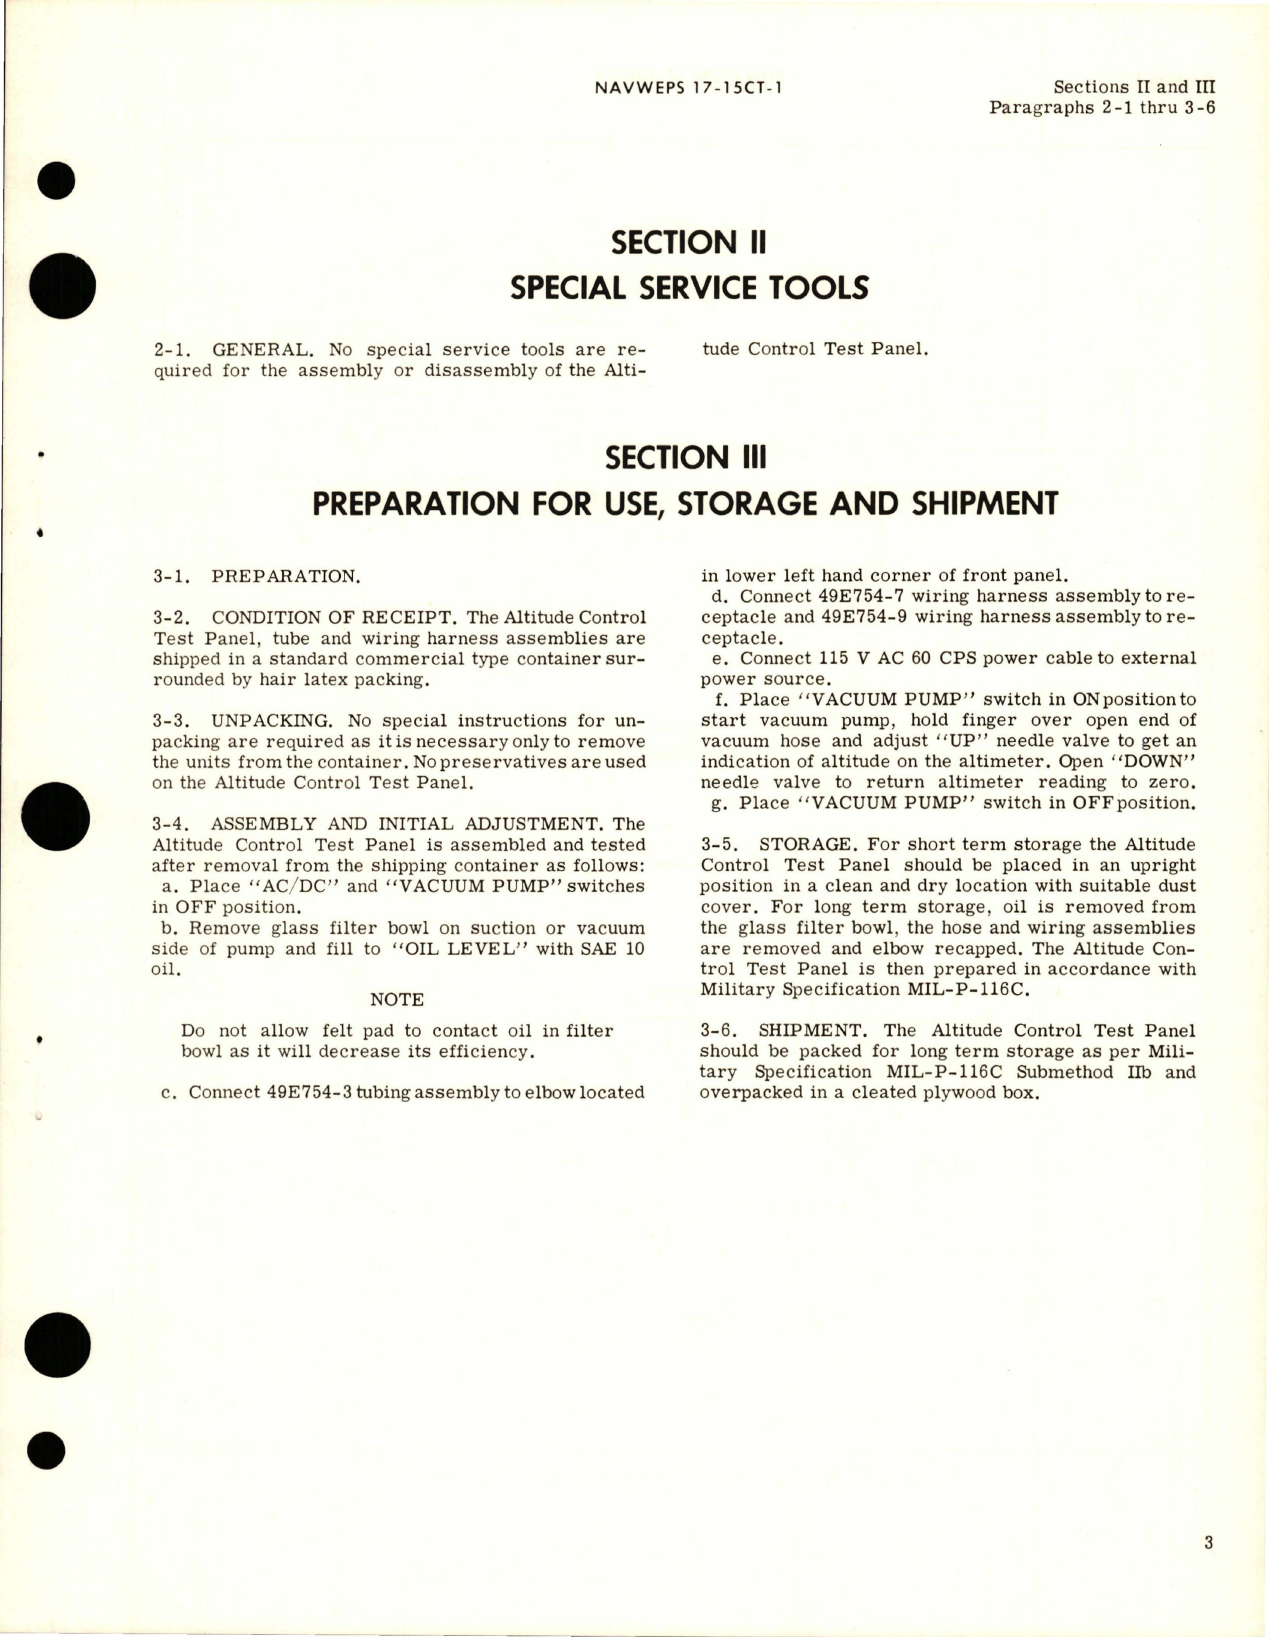 NAVWEPS 17-15CT-1
Sections II and III
Paragraphs 2-1 thru 3-6
SECTION II
SPECIAL SERVICE TOOLS
2-1. GENERAL. No special service tools are re-
quired for the assembly or disassembly of the Alti-
tude Control Test Panel.
SECTION III
PREPARATION FOR USE, STORAGE AND SHIPMENT
3-1. PREPARATION.
3-2. CONDITION OF RECEIPT. The Altitude Control
Test Panel, tube and wiring harness assemblies are
shipped in a standard commercial type container sur-
rounded by hair latex packing.
3-3. UNPACKING. No special instructions for un-
packing are required as it is necessary only to remove
the units from the container. No preservatives are used
on the Altitude Control Test Panel.
3-4. ASSEMBLY AND INITIAL ADJUSTMENT. The
Altitude Control Test Panel is assembled and tested
after removal from the shipping container as follows:
a. Place "AC/DC" and "VACUUM PUMP" switches
in OFF position.
b. Remove glass filter bowl on suction or vacuum
side of pump and fill to "OIL LEVEL" with SAE 10
oil.
NOTE
Do not allow felt pad to contact oil in filter
bowl as it will decrease its efficiency.
c. Connect 49E754-3 tubing assembly to elbow located
in lower left hand corner of front panel.
d. Connect 49E754-7 wiring harness assembly to re-
ceptacle and 49E754-9 wiring harness assembly to re-
ceptacle.
e. Connect 115 V AC 60 CPS power cable to external
power source.
f. Place "VACUUM PUMP" switch in ON position to
start vacuum pump, hold finger over open end of
vacuum hose and adjust "UP" needle valve to get an
indication of altitude on the altimeter. Open "DOWN"
needle valve to return altimeter reading to zero.
g. Place "VACUUM PUMP" switch in OFF position.
3-5. STORAGE. For short term storage the Altitude
Control Test Panel should be placed in an upright
position in a clean and dry location with suitable dust
cover. For long term storage, oil is removed from
the glass filter bowl, the hose and wiring assemblies
are removed and elbow recapped. The Altitude Con-
trol Test Panel is then prepared in accordance with
Military Specification MIL-P-116C.
3-6. SHIPMENT. The Altitude Control Test Panel
should be packed for long term storage as per Mili-
tary Specification MIL-P-116C Submethod IIb and
overpacked in a cleated plywood box.
3